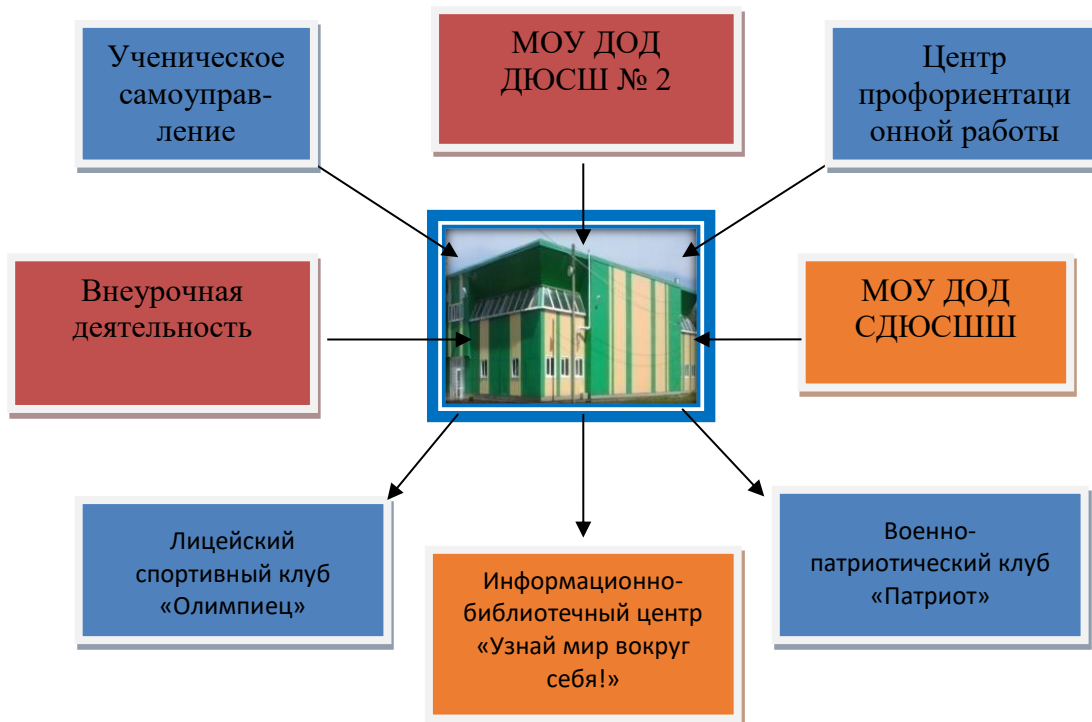 Ученическое
самоуправ-
ление
МОУ ДОД
ДЮСШ № 2
Центр
профориентаци
онной работы
Внеурочная
деятельность
МОУ ДОД
СДЮСШШ
Лицейский
спортивный клуб
«Олимпиец»
Информационно-
библиотечный центр
«Узнай мир вокруг
себя!»
Военно-
патриотический клуб
«Патриот»